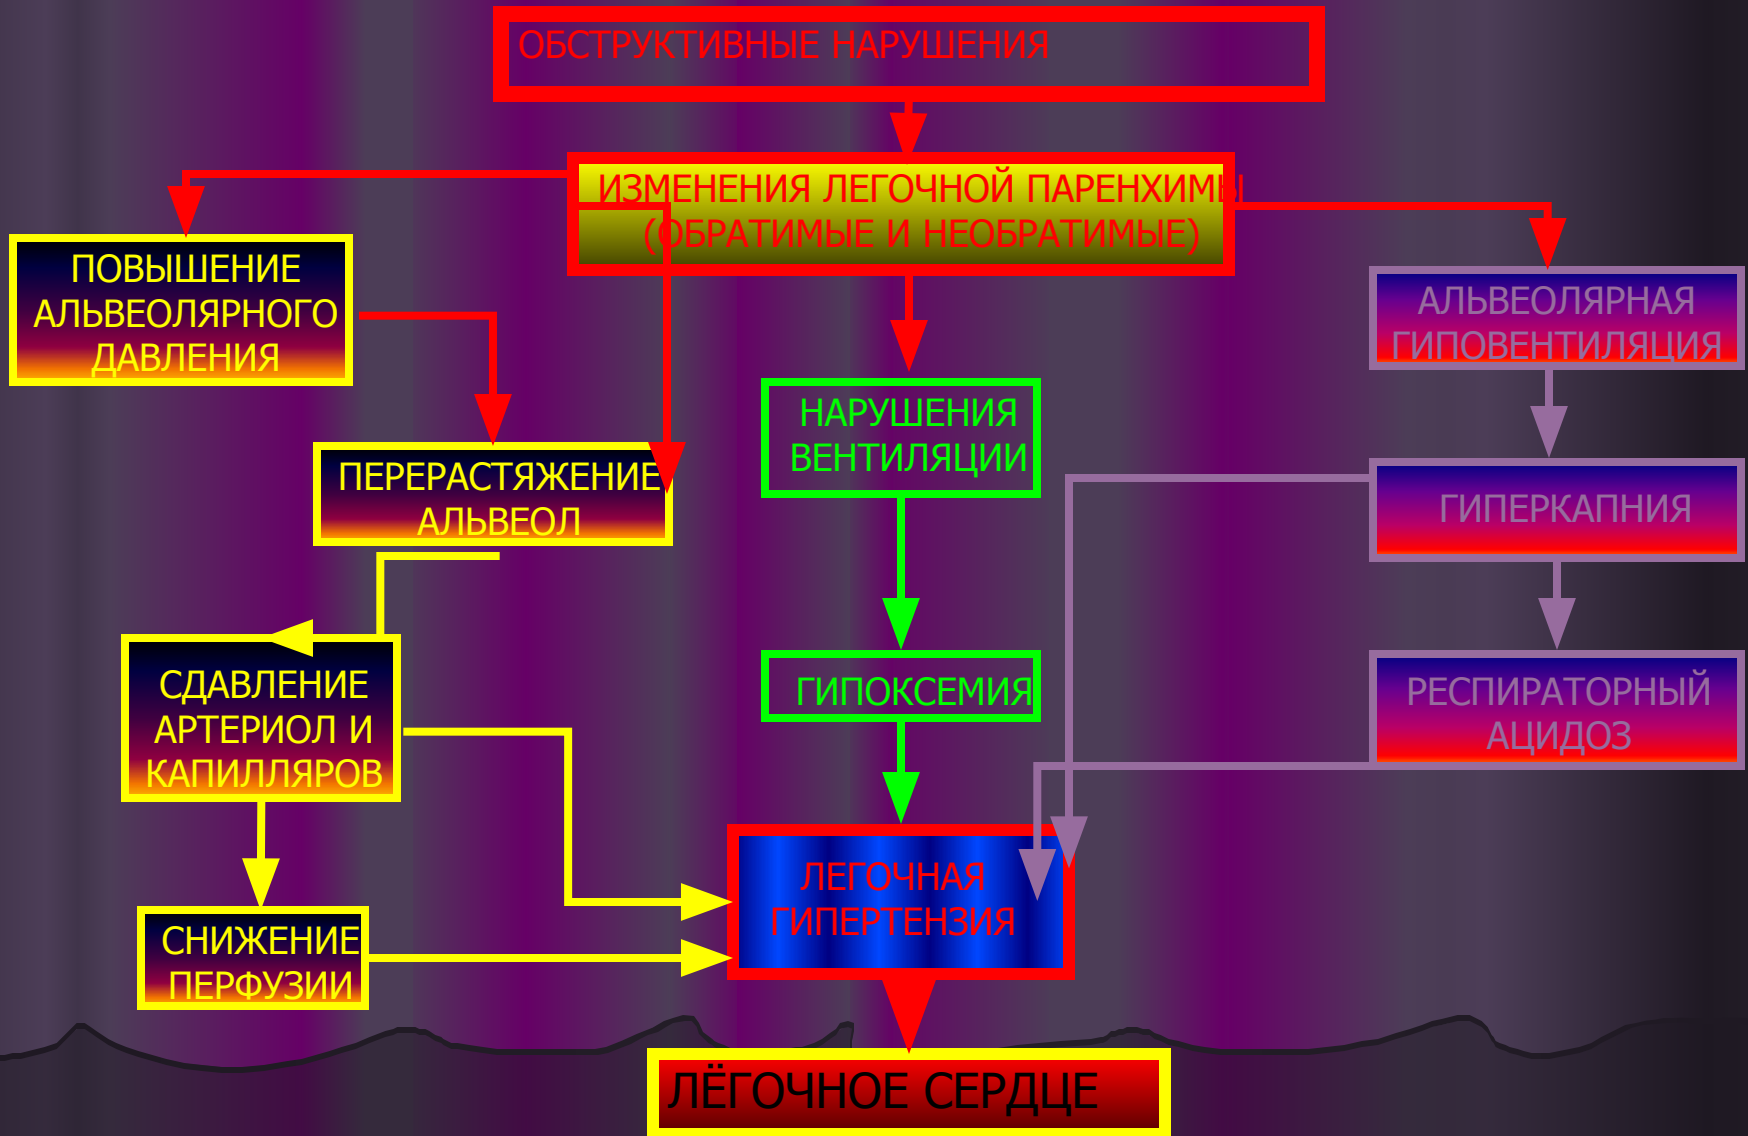 ОБСТРУКТИВНЫЕ НАРУШЕНИЯ
ИЗМЕНЕНИЯ ЛЕГОЧНОЙ ПАРЕНХИМЫ
(ОБРАТИМЫЕ И НЕОБРАТИМЫЕ)
ПОВЫШЕНИЕ
АЛЬВЕОЛЯРНОГО
ДАВЛЕНИЯ
АЛЬВЕОЛЯРНАЯ
ГИПОВЕНТИЛЯЦИЯ
НАРУШЕНИЯ
ВЕНТИЛЯЦИИ
ПЕРЕРАСТЯЖЕНИЕ
АЛЬВЕОЛ
ГИПЕРКАПНИЯ
СДАВЛЕНИЕ
АРТЕРИОЛ И
КАПИЛЛЯРОВ
ГИПОКСЕМИЯ
РЕСПИРАТОРНЫЙ
АЦИДОЗ
ЛЕГОЧНАЯ
ГИПЕРТЕНЗИЯ
СНИЖЕНИЕ
ПЕРФУЗИИ
ЛЁГОЧНОЕ СЕРДЦЕ